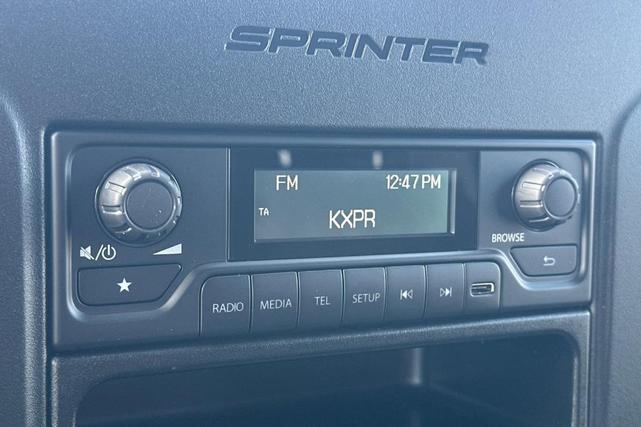 SPRINTER
FM 12:47 PM
TA
KXPR
BROWSE
RADIO MEDIA TEL SETUP